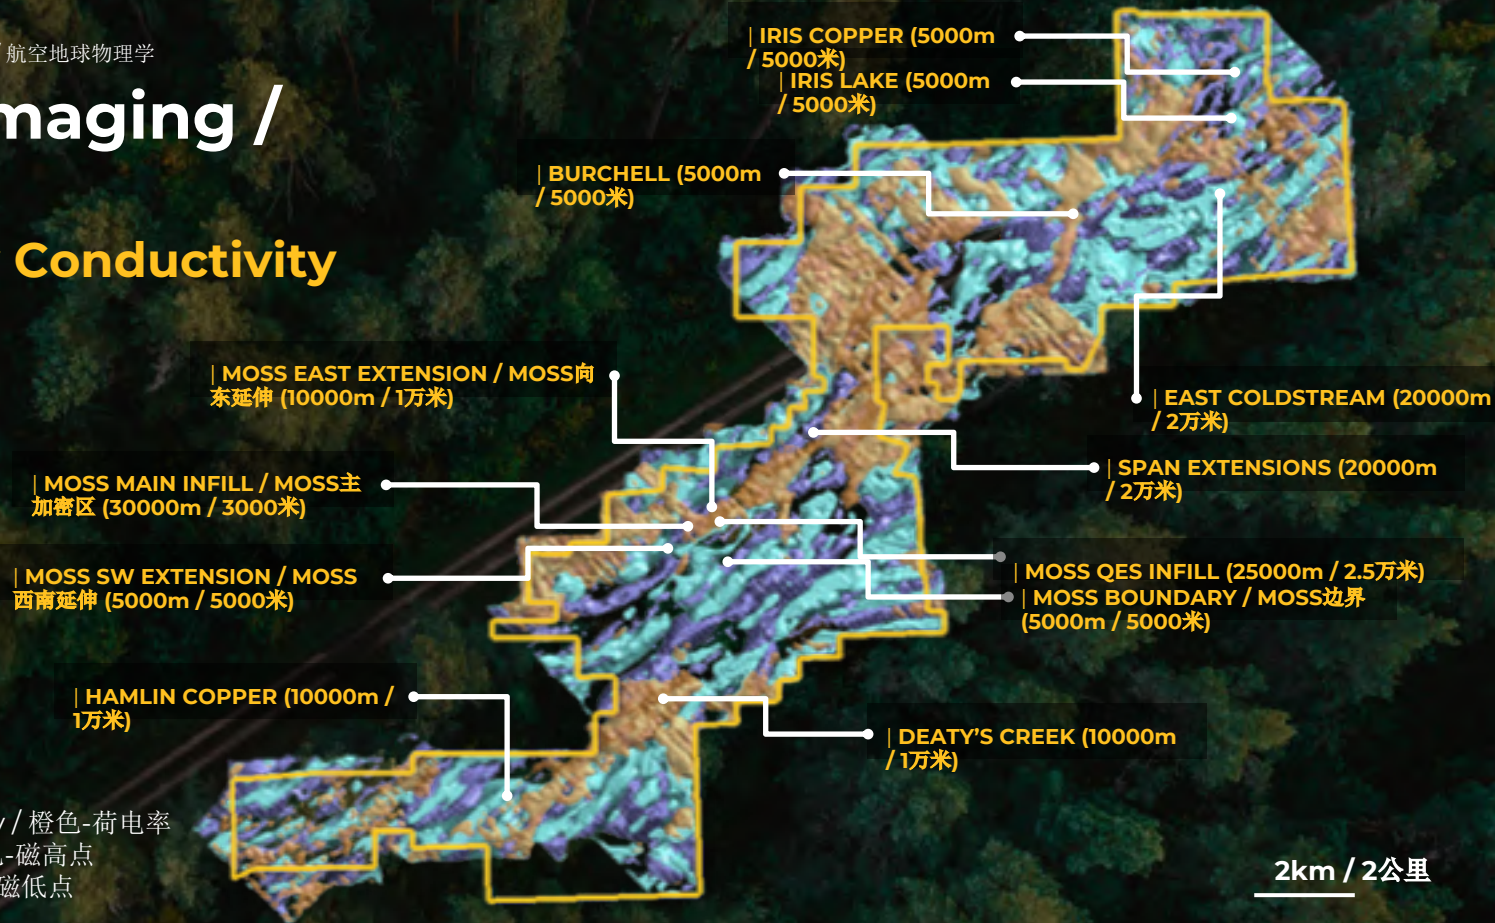 / 航空地球物理学
maging /
Conductivity
| IRIS COPPER (5000m
/ 5000米)
| IRIS LAKE (5000m
/ 5000米)
| BURCHELL (5000m
/ 5000米)
| MOSS EAST EXTENSION / MOSS向
东延伸 (10000m / 1万米)
| EAST COLDSTREAM (20000m
/ 2万米)
| SPAN EXTENSIONS (20000m
/ 2万米)
| MOSS MAIN INFILL / MOSS主
加密区 (30000m / 3000米)
| MOSS SW EXTENSION / MOSS
西南延伸 (5000m / 5000米)
| MOSS QES INFILL (25000m / 2.5万米)
| MOSS BOUNDARY / MOSS边界
(5000m / 5000米)
| HAMLIN COPPER (10000m /
1万米)
| DEATY’S CREEK (10000m
/ 1万米)
/ 橙色-荷电率
-磁高点
磁低点
2km / 2公里